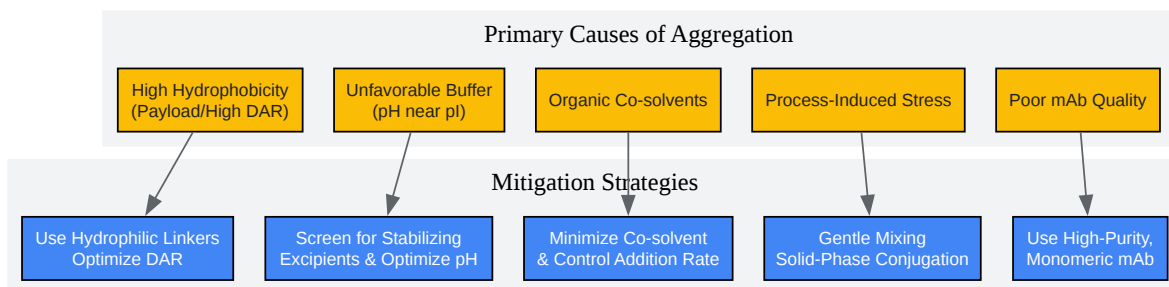 Primary Causes of Aggregation
High Hydrophobicity
(Payload/High DAR)
Unfavorable Buffer
(pH near pI)
Organic Co-solvents
Process-Induced Stress
Poor mAb Quality
Mitigation Strategies
Use Hydrophilic Linkers
Optimize DAR
Screen for Stabilizing
Excipients & Optimize pH
Minimize Co-solvent
& Control Addition Rate
Gentle Mixing
Solid-Phase Conjugation
Use High-Purity,
Monomeric mAb